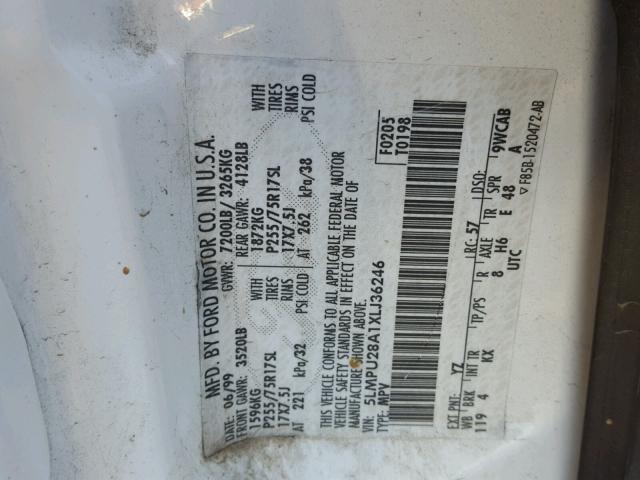 MFD. BY FORD MOTOR CO. IN U.S.A.
DATE: 06/99 GVWR: 7200LB/ 3265KG
FRONT GAWR: 3520LB REAR GAWR: 4128LB
1596KG 1872KG WITH
P255/75R17SL P255/75R17SL TIRES
17X7.5J 17X7.5J RIMS
AT 221 kPa/32 PSI COLD AT 262 kPa/38 PSI COLD
THIS VEHICLE CONFORMS TO ALL APPLICABLE FEDERAL MOTOR
VEHICLE SAFETY STANDARDS IN EFFECT ON THE DATE OF
MANUFACTURE SHOWN ABOVE.
VIN: 5LMPU28A1XLJ36246
TYPE: MPV
F0205
T0198
EXT PNT: YZ RC: 57 DSO:
WB BRK INT TR TP/PS R AXLE TR SPR 9WCAB
119 4 KX 8 H6 E 48 A
UTC
▽ F85B-1520472-AB